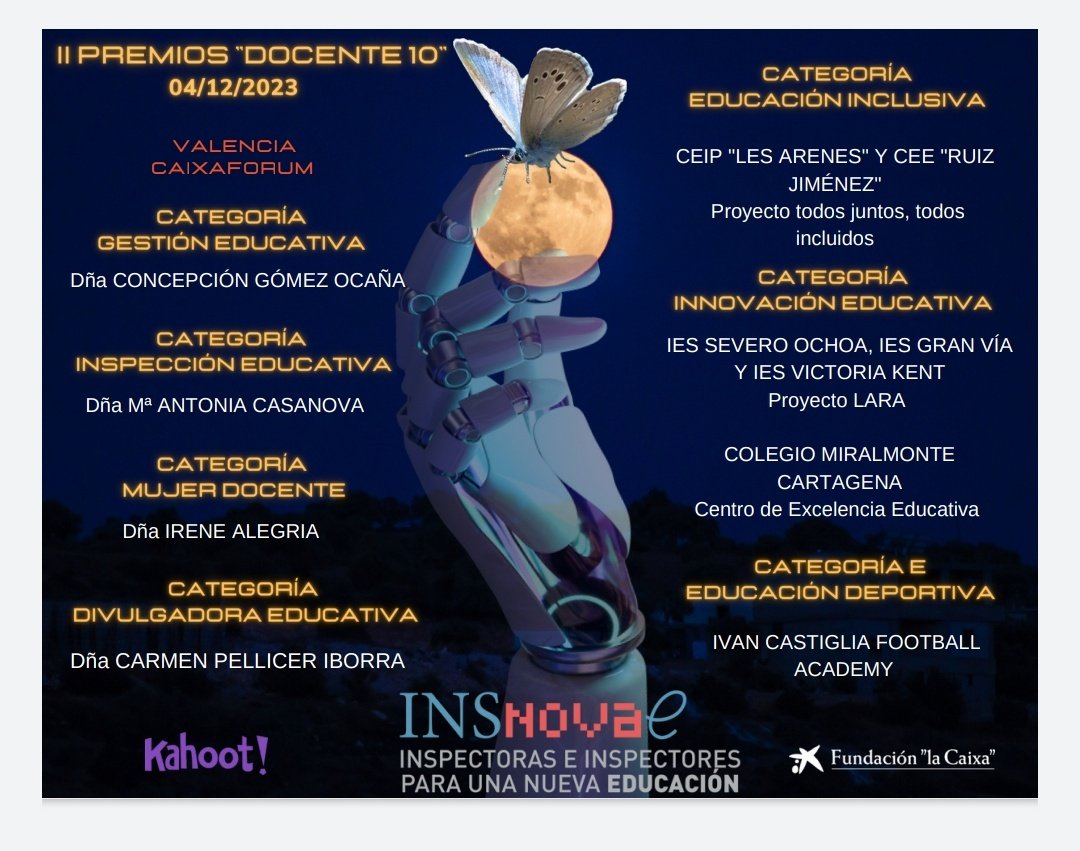 II PREMIOS "DOCENTE 10"
04/12/2023
VALENCIA
CAIXAFORUM
CATEGORÍA
GESTIÓN EDUCATIVA
Dña CONCEPCIÓN GÓMEZ OCAÑA
CATEGORÍA
INSPECCIÓN EDUCATIVA
Dña Mª ANTONIA CASANOVA
CATEGORÍA
MUJER DOCENTE
Dña IRENE ALEGRIA
CATEGORÍA
DIVULGADORA EDUCATIVA
Dña CARMEN PELLICER IBORRA
CATEGORÍA
EDUCACIÓN INCLUSIVA
CEIP "LES ARENES" Y CEE "RUIZ
JIMÉNEZ"
Proyecto todos juntos, todos
incluidos
CATEGORÍA
INNOVACIÓN EDUCATIVA
IES SEVERO OCHOA, IES GRAN VÍA
Y IES VICTORIA KENT
Proyecto LARA
COLEGIO MIRALMONTE
CARTAGENA
Centro de Excelencia Educativa
CATEGORÍA E
EDUCACIÓN DEPORTIVA
IVAN CASTIGLIA FOOTBALL
ACADEMY
Kahoot!
INSNOVAe
INSPECTORAS E INSPECTORES
PARA UNA NUEVA EDUCACIÓN
Fundación "la Caixa"